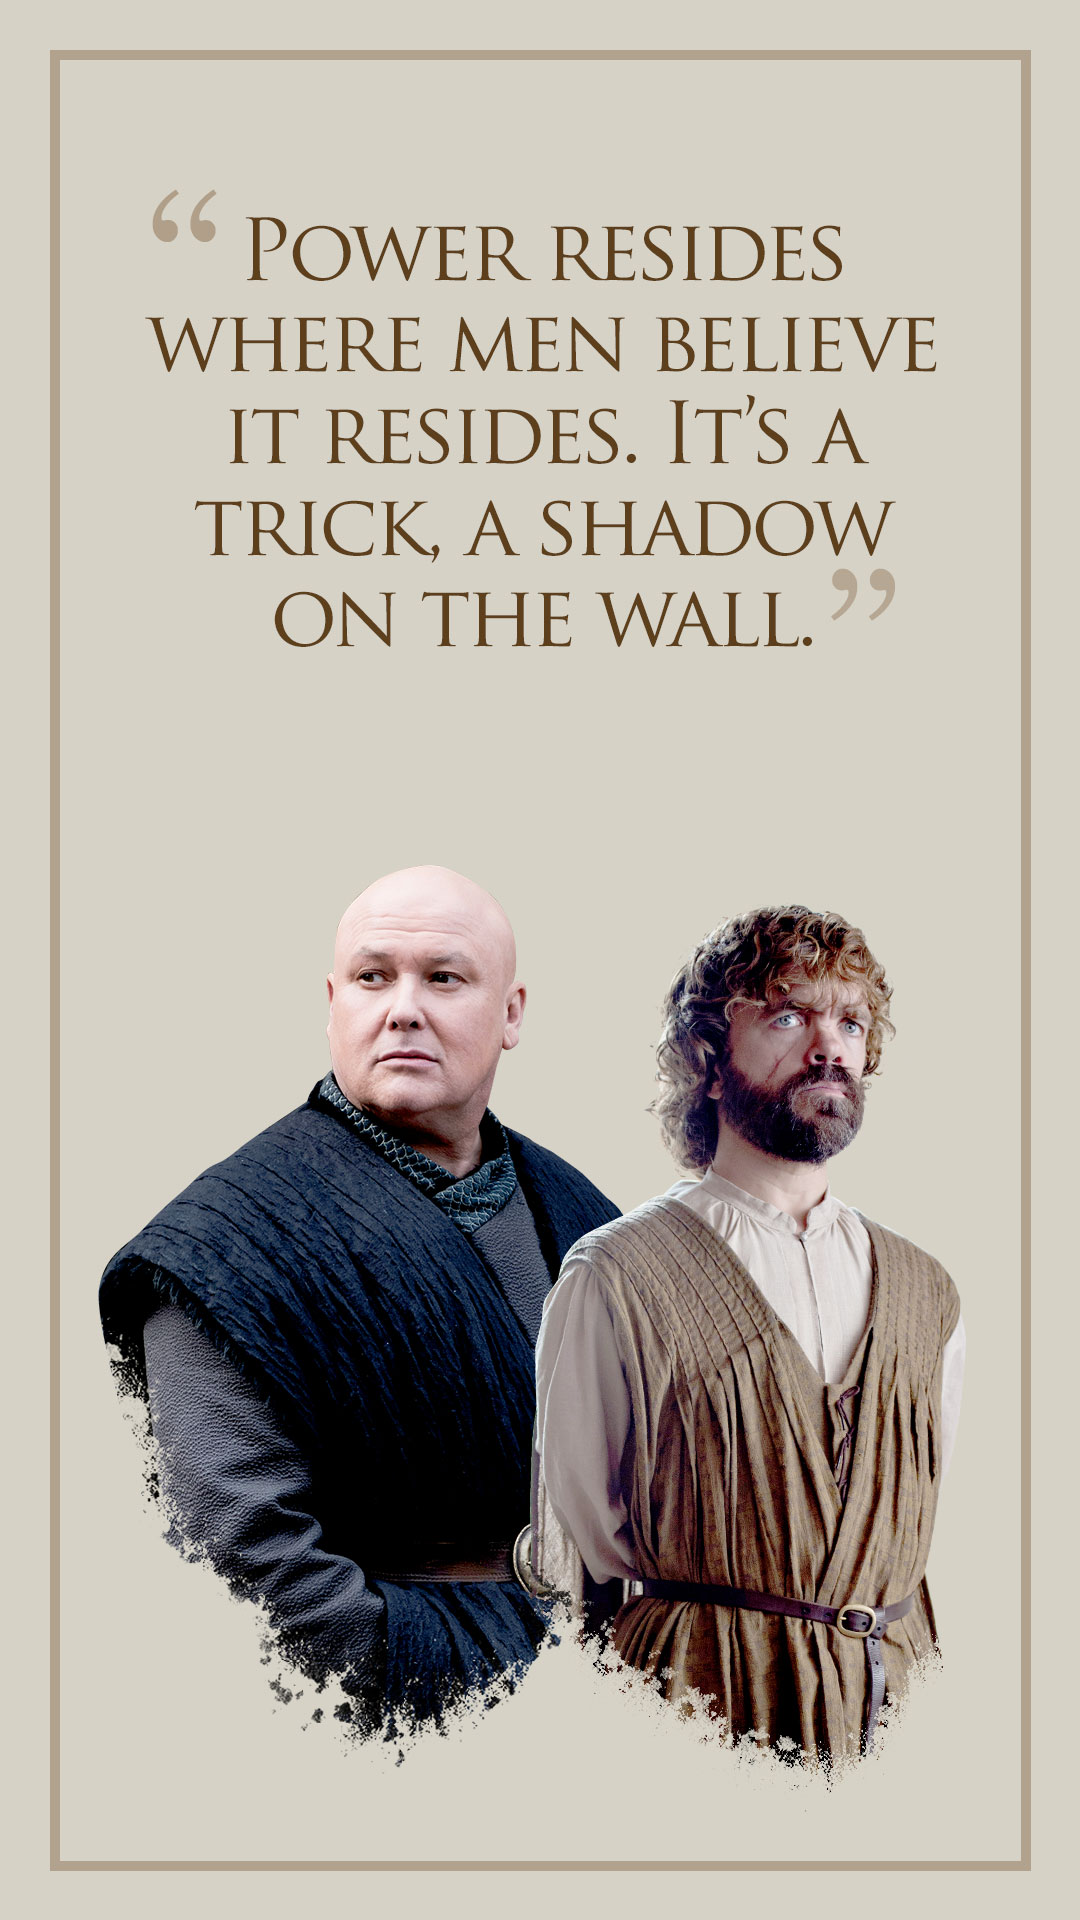 “Power resides
where men believe
it resides. It’s a
trick, a shadow
on the wall.”